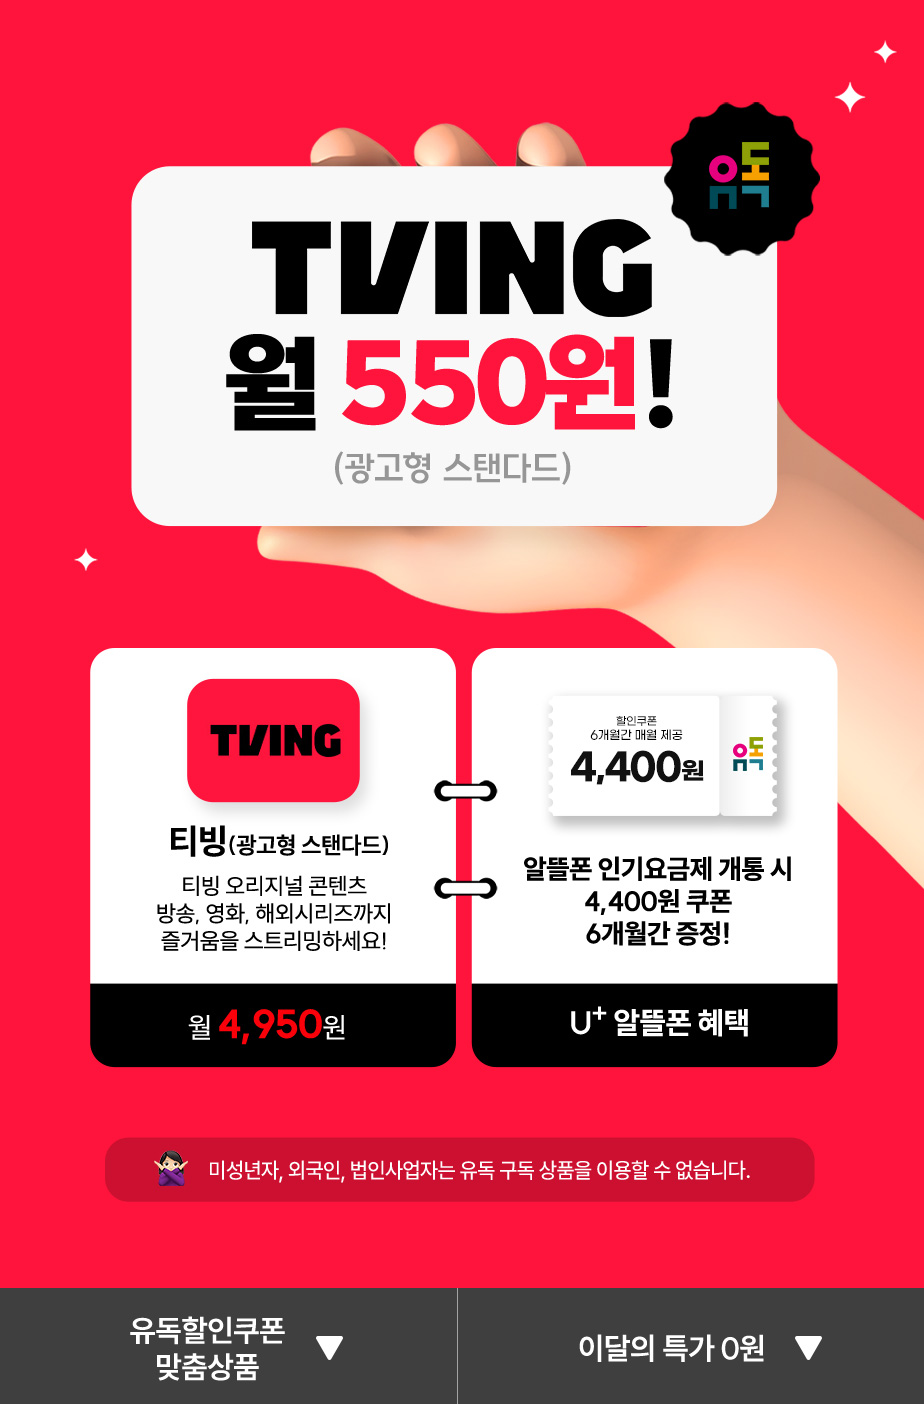 유독
TVING
월 550원!
(광고형 스탠다드)
TVING
티빙(광고형 스탠다드)
티빙 오리지널 콘텐츠
방송, 영화, 해외시리즈까지
즐거움을 스트리밍하세요!
월 4,950원
할인쿠폰
6개월간 매월 제공
4,400원
유독
알뜰폰 인기요금제 개통 시
4,400원 쿠폰
6개월간 증정!
U+ 알뜰폰 혜택
미성년자, 외국인, 법인사업자는 유독 구독 상품을 이용할 수 없습니다.
유독할인쿠폰
맞춤상품
이달의 특가 0원